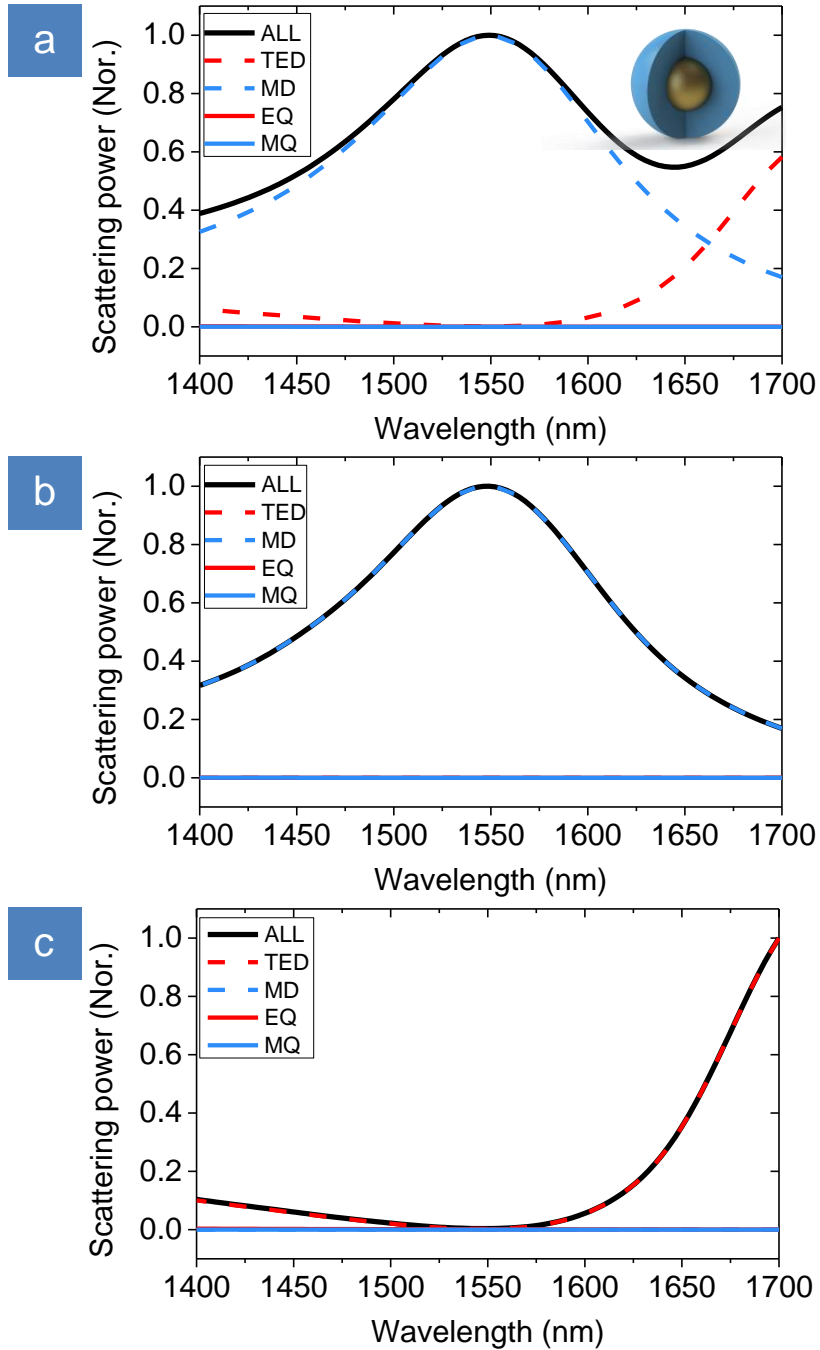 a
Scattering power (Nor.)
1.0
0.8
0.6
0.4
0.2
0.0
ALL
TED
MD
EQ
MQ
1400 1450 1500 1550 1600 1650 1700
Wavelength (nm)
b
Scattering power (Nor.)
1.0
0.8
0.6
0.4
0.2
0.0
ALL
TED
MD
EQ
MQ
1400 1450 1500 1550 1600 1650 1700
Wavelength (nm)
c
Scattering power (Nor.)
1.0
0.8
0.6
0.4
0.2
0.0
ALL
TED
MD
EQ
MQ
1400 1450 1500 1550 1600 1650 1700
Wavelength (nm)